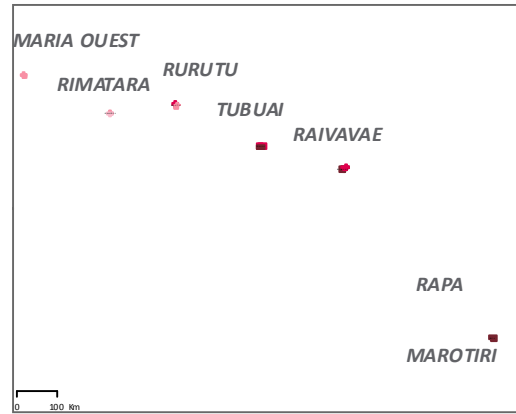 MARIA OUEST
RURUTU
RIMATARA
TUBUAI
RAIVAVAE
RAPA
MAROTIRI
0 100 Km